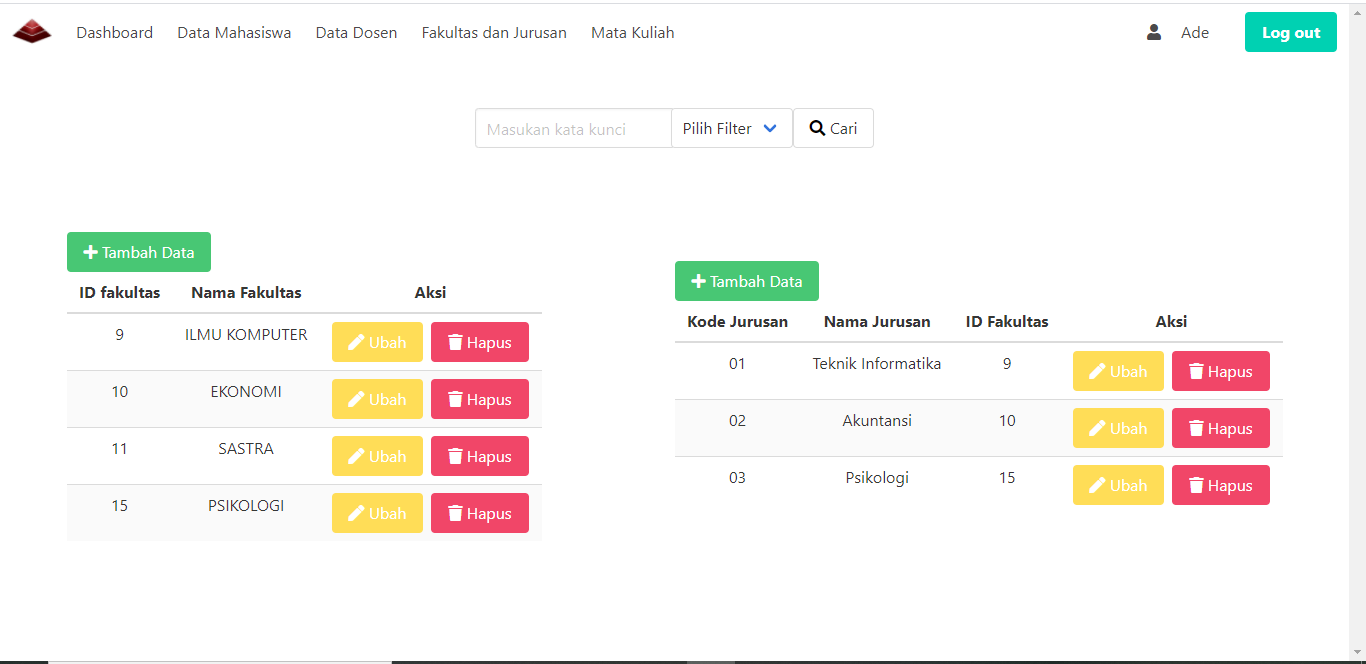 Dashboard Data Mahasiswa Data Dosen Fakultas dan Jurusan Mata Kuliah Ade Log out
Masukan kata kunci Pilih Filter Cari
Tambah Data
ID fakultas Nama Fakultas Aksi
9 ILMU KOMPUTER Ubah Hapus
10 EKONOMI Ubah Hapus
11 SASTRA Ubah Hapus
15 PSIKOLOGI Ubah Hapus
Tambah Data
Kode Jurusan Nama Jurusan ID Fakultas Aksi
01 Teknik Informatika 9 Ubah Hapus
02 Akuntansi 10 Ubah Hapus
03 Psikologi 15 Ubah Hapus